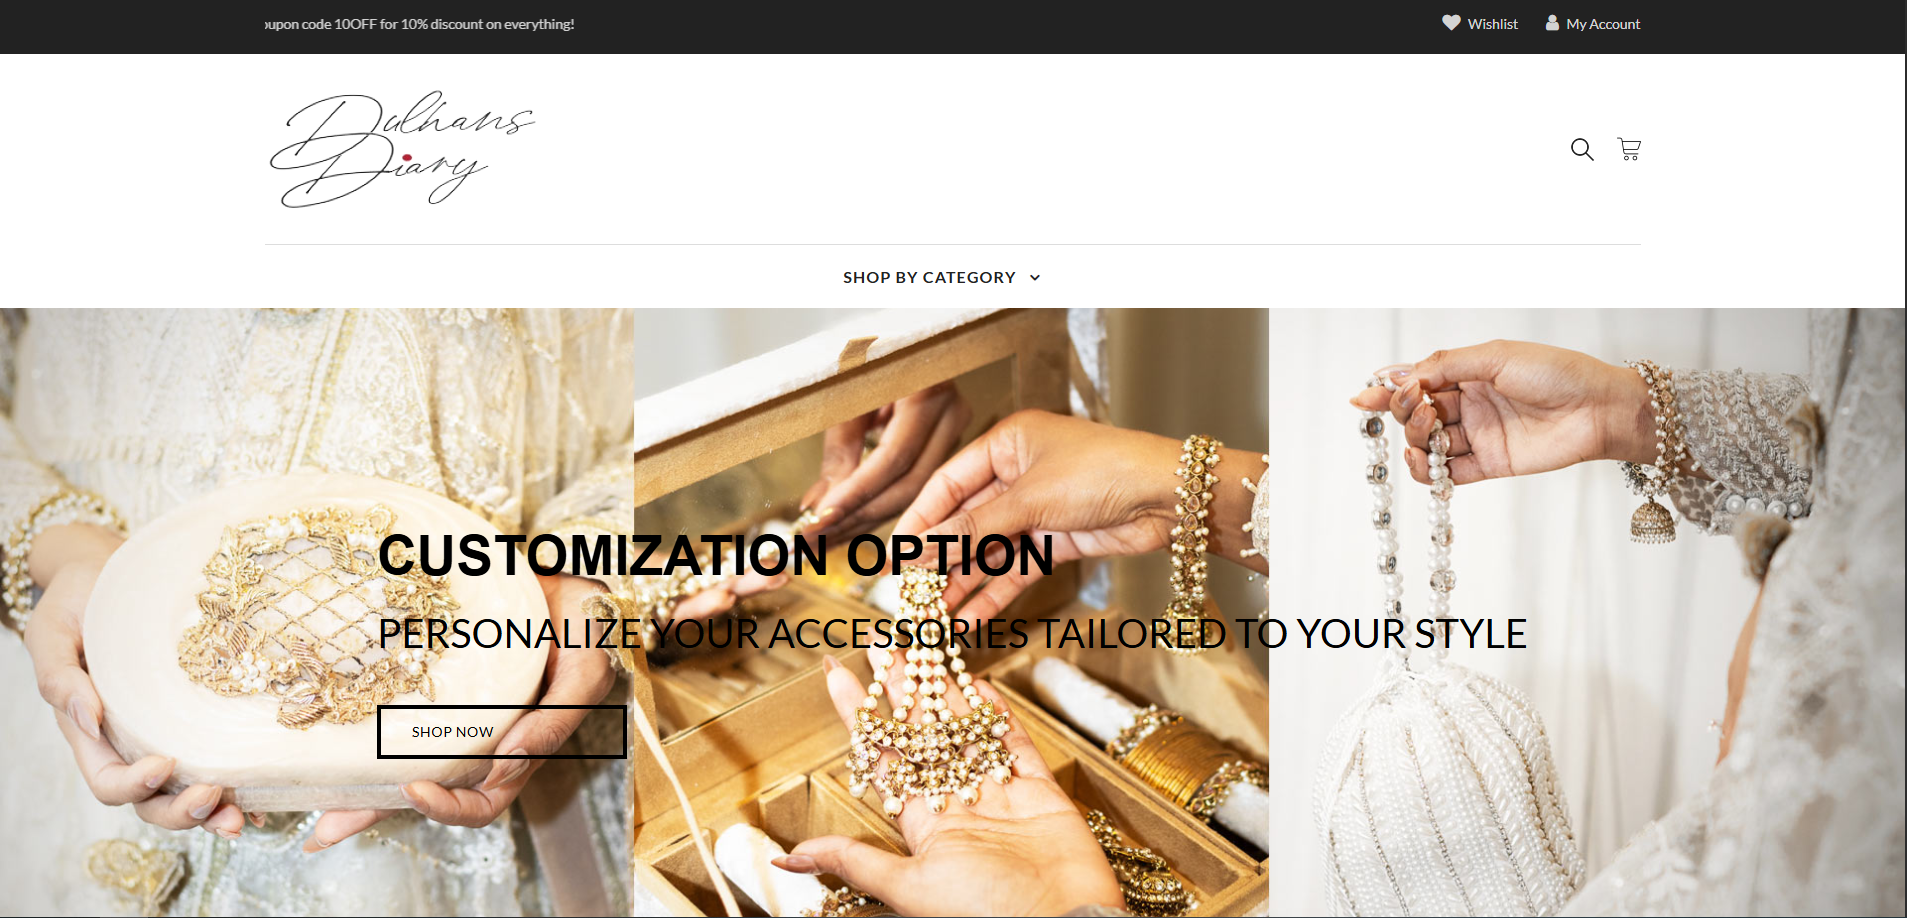 oupon code 10OFF for 10% discount on everything!
Wishlist
My Account
Dulhans
Diary
SHOP BY CATEGORY
CUSTOMIZATION OPTION
PERSONALIZE YOUR ACCESSORIES TAILORED TO YOUR STYLE
SHOP NOW